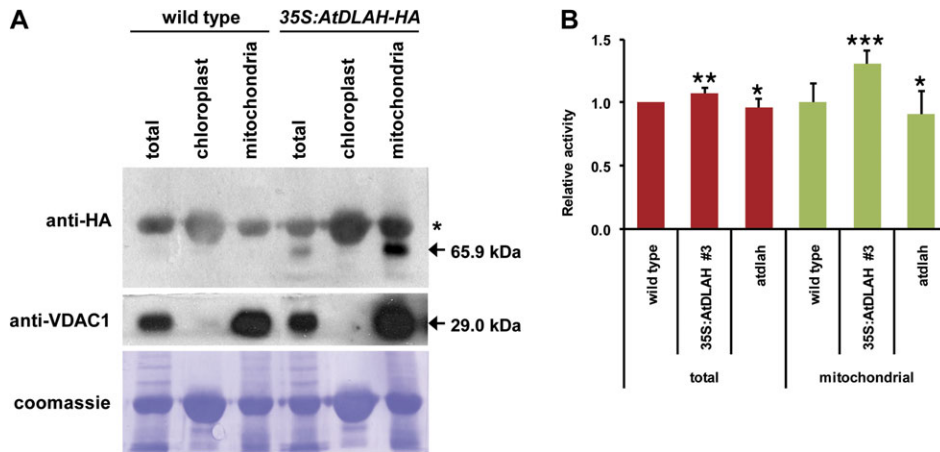 A
wild type 35S:AtDLAH-HA
total chloroplast mitochondria total chloroplast mitochondria
anti-HA
*
65.9 kDa
anti-VDAC1
29.0 kDa
coomassie
B
Relative activity
1.5
1.0
0.5
0.0
** * *** *
wild type 35S:AtDLAH #3 atdlah wild type 35S:AtDLAH #3 atdlah
total mitochondrial